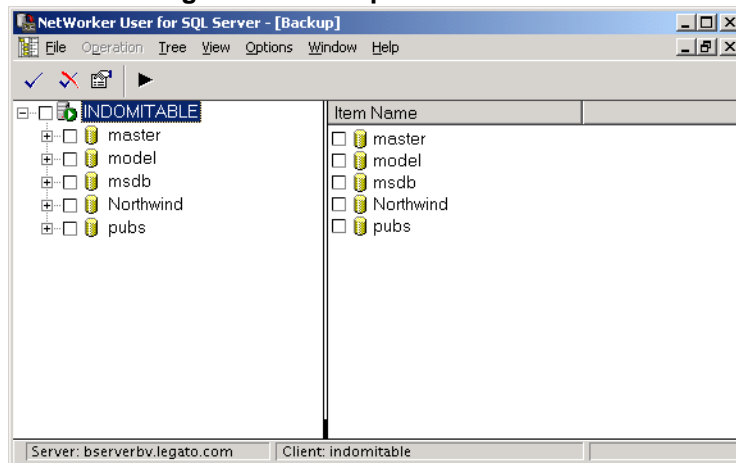 NetWorker User for SQL Server - [Backup]
File Operation Tree View Options Window Help
INDOMITABLE
master
model
msdb
Northwind
pubs
Item Name
master
model
msdb
Northwind
pubs
Server: bserverbv.legato.com Client: indomitable